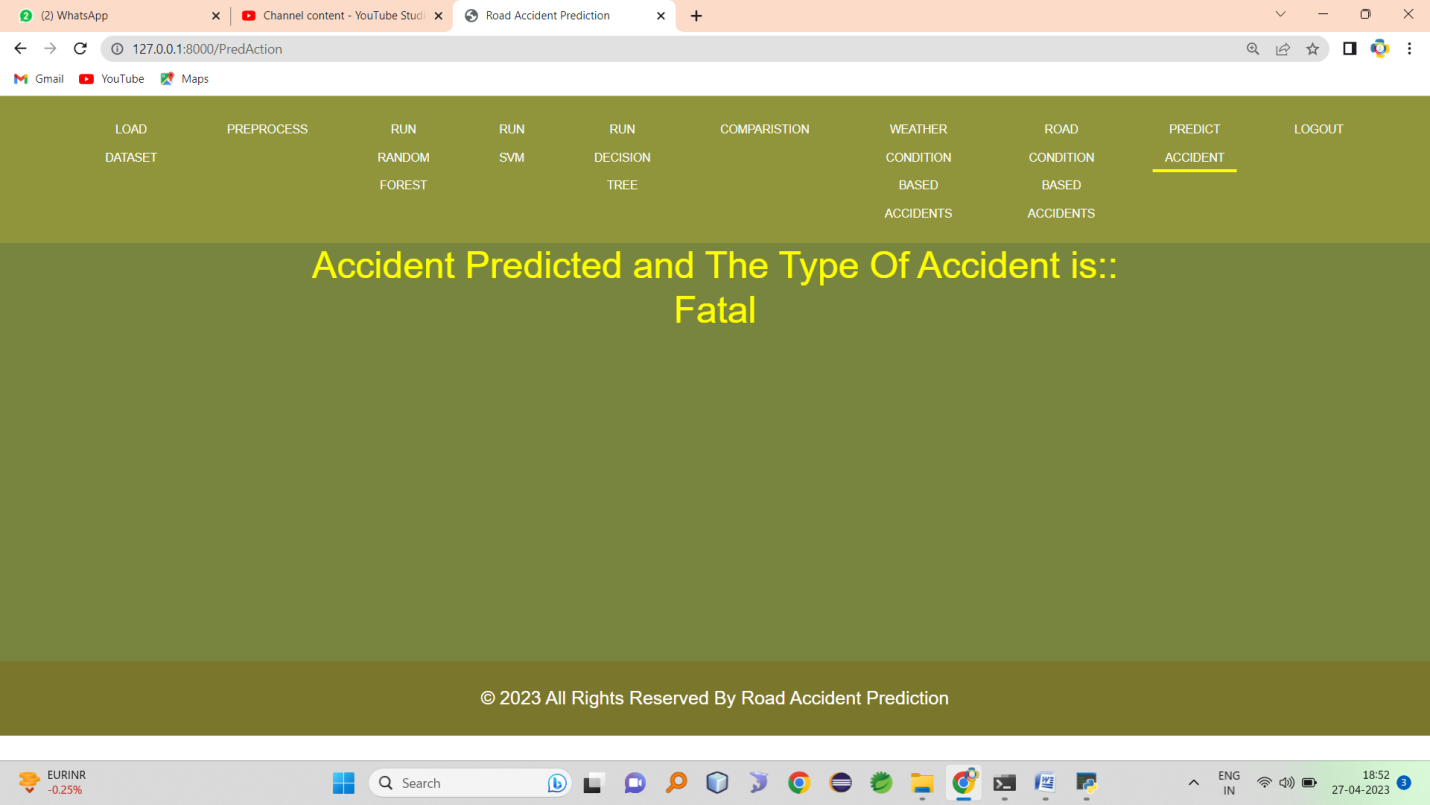 2 (2) WhatsApp
Channel content - YouTube Studi
Road Accident Prediction
127.0.0.1:8000/PredAction
Gmail
YouTube
Maps
LOAD
DATASET
PREPROCESS
RUN
RANDOM
FOREST
RUN
SVM
RUN
DECISION
TREE
COMPARISTION
WEATHER
CONDITION
BASED
ACCIDENTS
ROAD
CONDITION
BASED
ACCIDENTS
PREDICT
ACCIDENT
LOGOUT
Accident Predicted and The Type Of Accident is::
Fatal
© 2023 All Rights Reserved By Road Accident Prediction
EURINR
-0.25%
Search
ENG
IN
18:52
27-04-2023
3